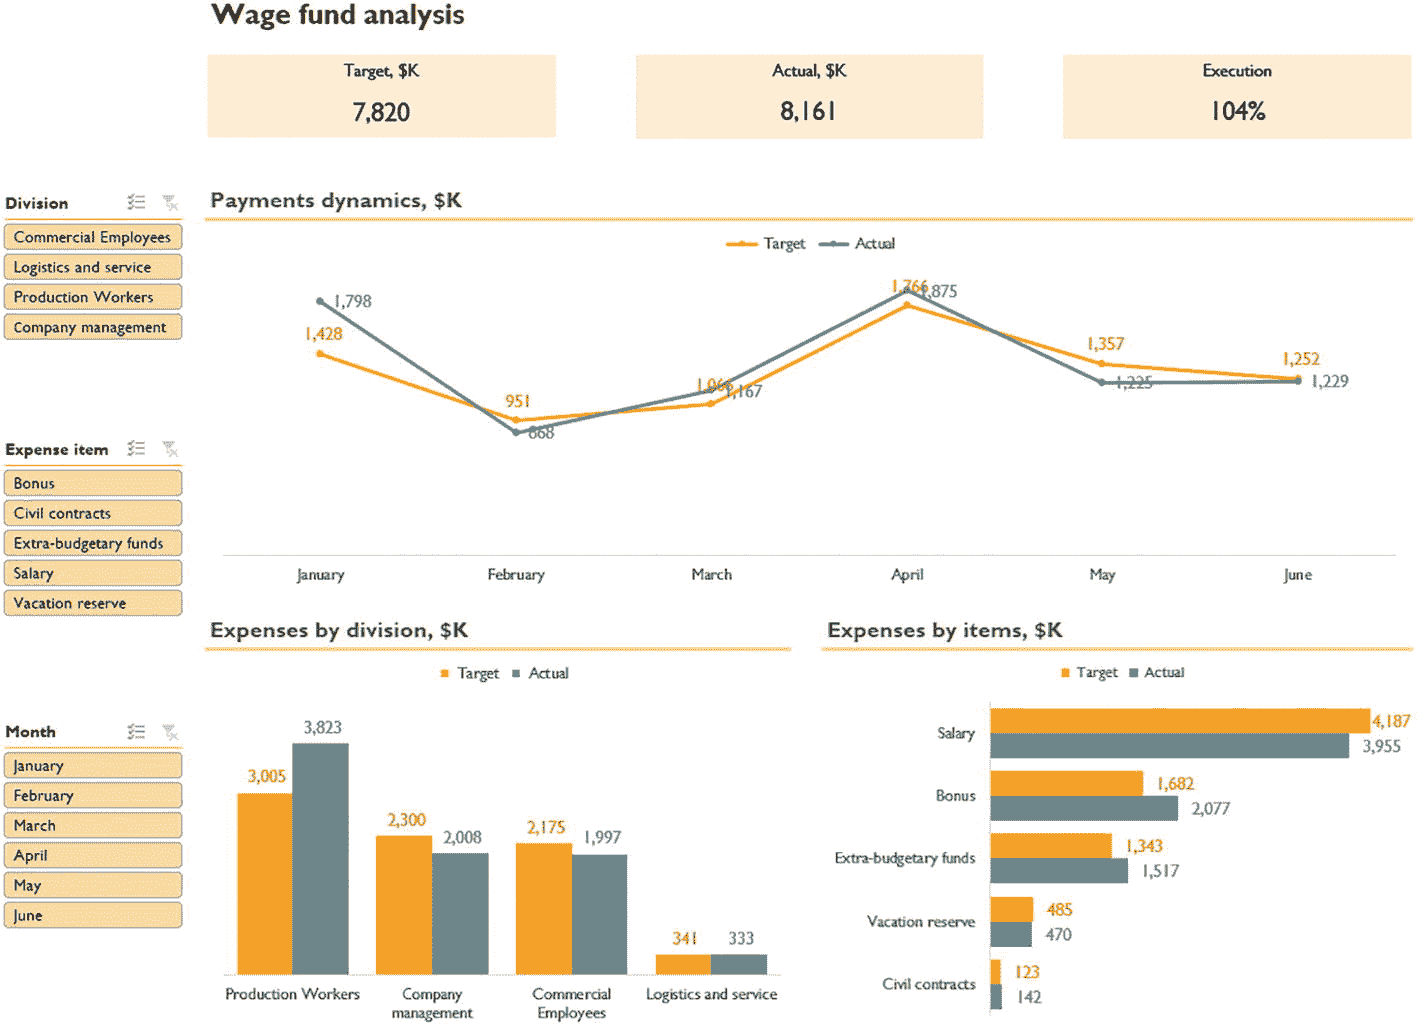 Wage fund analysis
Target, $K
7,820
Actual, $K
8,161
Execution
104%
Division
Commercial Employees
Logistics and service
Production Workers
Company management
Expense item
Bonus
Civil contracts
Extra-budgetary funds
Salary
Vacation reserve
Month
January
February
March
April
May
June
Payments dynamics, $K
Target
Actual
1,798
1,428
951
868
1,167
1,766
1,875
1,357
1,225
1,252
1,229
January
February
March
April
May
June
Expenses by division, $K
Target
Actual
3,005
3,823
2,300
2,008
2,175
1,997
341
333
Production Workers
Company
management
Commercial
Employees
Logistics and service
Expenses by items, $K
Target
Actual
Salary
4,187
3,955
Bonus
1,682
2,077
Extra-budgetary funds
1,343
1,517
Vacation reserve
485
470
Civil contracts
123
142